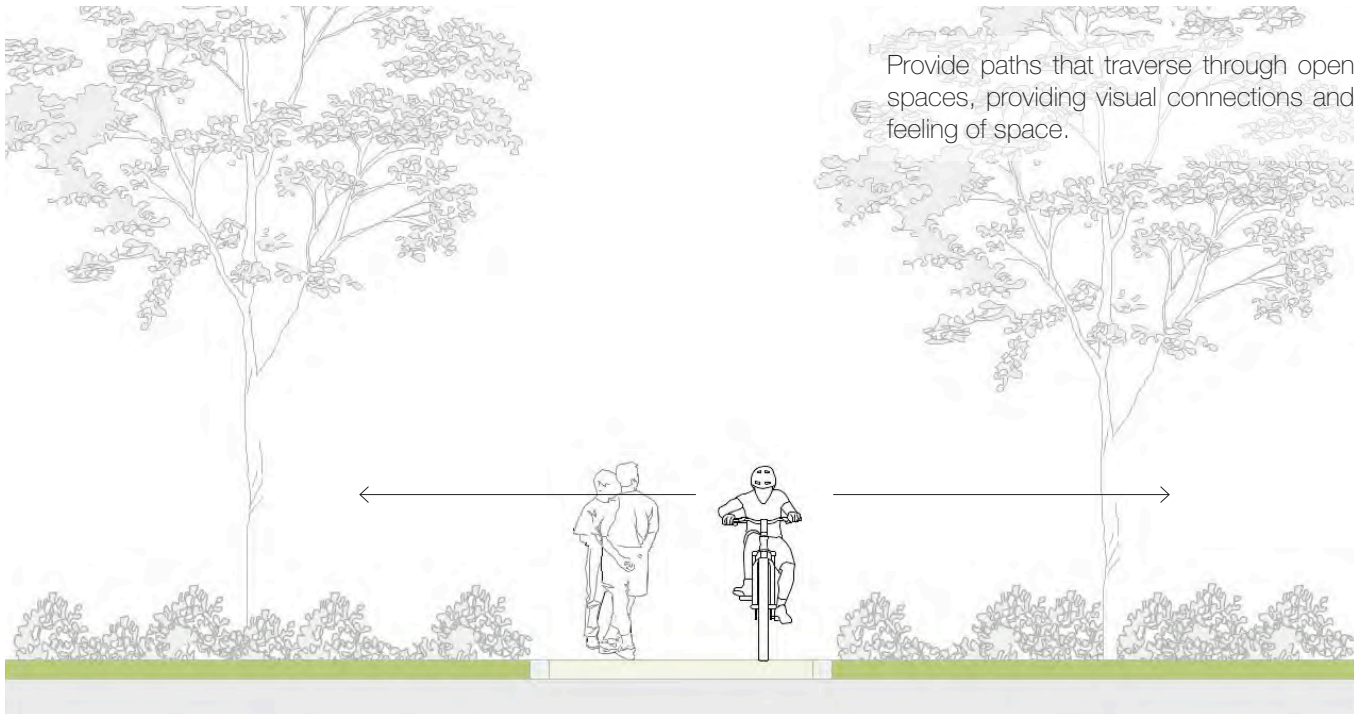 Provide paths that traverse through open
spaces, providing visual connections and
feeling of space.